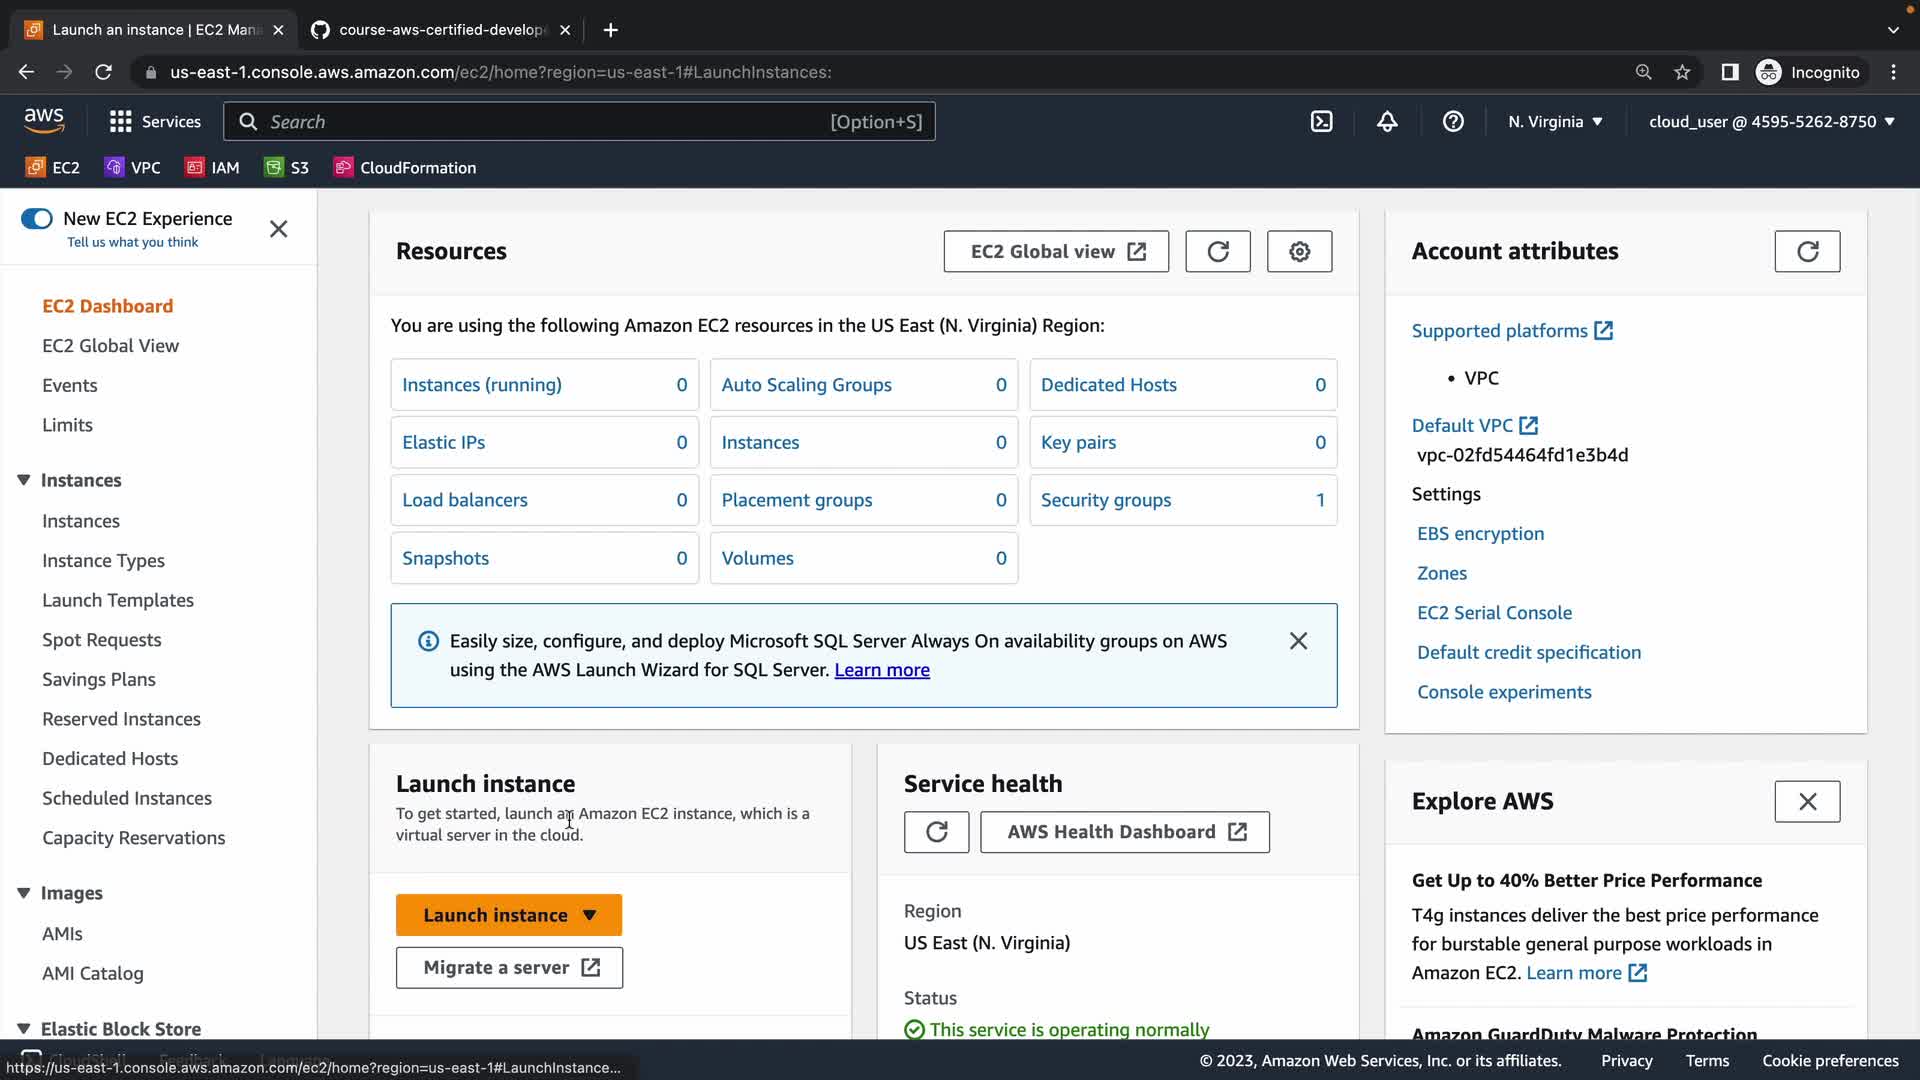 Launch an instance | EC2 Mana
course-aws-certified-develop
us-east-1.console.aws.amazon.com/ec2/home?region=us-east-1#LaunchInstances:
Incognito
aws
Services
Search
[Option+S]
N. Virginia
cloud_user @ 4595-5262-8750
EC2
VPC
IAM
S3
CloudFormation
New EC2 Experience
Tell us what you think
EC2 Dashboard
EC2 Global View
Events
Limits
Instances
Instances
Instance Types
Launch Templates
Spot Requests
Savings Plans
Reserved Instances
Dedicated Hosts
Scheduled Instances
Capacity Reservations
Images
AMIs
AMI Catalog
Elastic Block Store
Resources
EC2 Global view
You are using the following Amazon EC2 resources in the US East (N. Virginia) Region:
Instances (running) 0
Auto Scaling Groups 0
Dedicated Hosts 0
Elastic IPs 0
Instances 0
Key pairs 0
Load balancers 0
Placement groups 0
Security groups 1
Snapshots 0
Volumes 0
Easily size, configure, and deploy Microsoft SQL Server Always On availability groups on AWS
using the AWS Launch Wizard for SQL Server. Learn more
Launch instance
To get started, launch an Amazon EC2 instance, which is a
virtual server in the cloud.
Launch instance
Migrate a server
Service health
AWS Health Dashboard
Region
US East (N. Virginia)
Status
This service is operating normally
Account attributes
Supported platforms
• VPC
Default VPC
vpc-02fd54464fd1e3b4d
Settings
EBS encryption
Zones
EC2 Serial Console
Default credit specification
Console experiments
Explore AWS
Get Up to 40% Better Price Performance
T4g instances deliver the best price performance
for burstable general purpose workloads in
Amazon EC2. Learn more
Amazon GuardDuty Malware Protection
CloudShell
Feedback
Language
https://us-east-1.console.aws.amazon.com/ec2/home?region=us-east-1#LaunchInstance...
© 2023, Amazon Web Services, Inc. or its affiliates.
Privacy
Terms
Cookie preferences